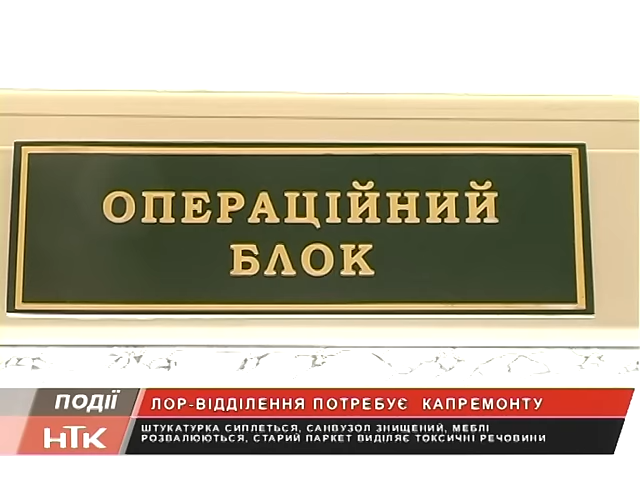 ОПЕРАЦІЙНИЙ
БЛОК
ПОДІЇ
ЛОР-ВІДДІЛЕННЯ ПОТРЕБУЄ КАПРЕМОНТУ
НТК
ШТУКАТУРКА СИПЛЕТЬСЯ, САНВУЗОЛ ЗНИЩЕНИЙ, МЕБЛІ
РОЗВАЛЮЮТЬСЯ, СТАРИЙ ПАРКЕТ ВИДІЛЯЄ ТОКСИЧНІ РЕЧОВИНИ